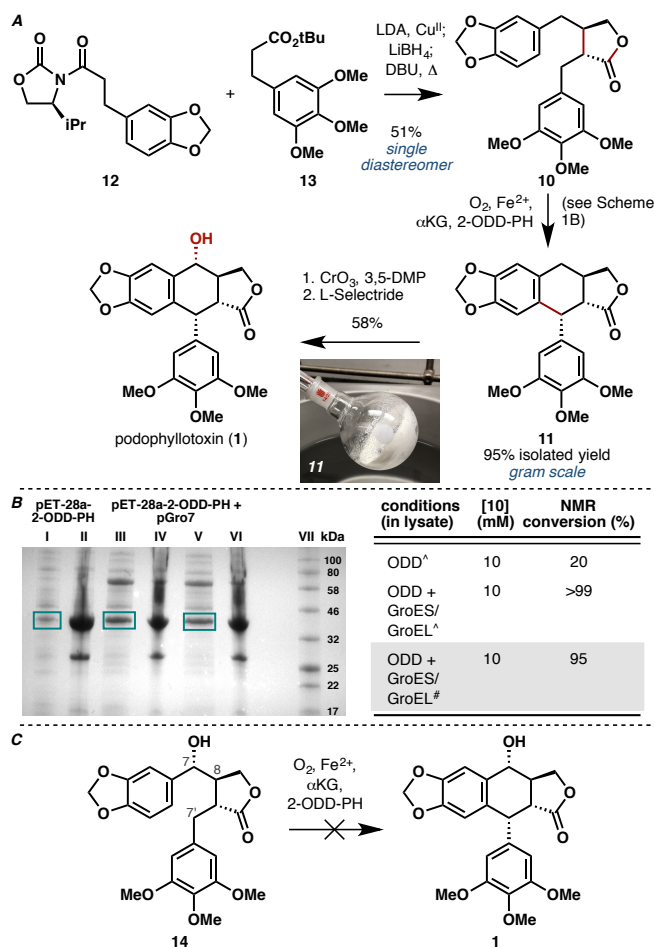 A
LDA, Cu^II;
LiBH4;
DBU, Δ
51%
single
diastereomer
O
O
N
O
iPr
O
O
12
+
CO2tBu
OMe
OMe
OMe
13
O
O
O
O
MeO
OMe
OMe
10
O2, Fe2+,
αKG, 2-ODD-PH
(see Scheme
1B)
OH
O
O
O
O
MeO
OMe
OMe
podophyllotoxin (1)
1. CrO3, 3,5-DMP
2. L-Selectride
58%
11
O
O
O
O
MeO
OMe
OMe
11
95% isolated yield
gram scale
B
pET-28a-
2-ODD-PH
pET-28a-2-ODD-PH +
pGro7
I II III IV V VI VII kDa
100
80
58
46
32
25
22
17
conditions
(in lysate)
[10]
(mM)
NMR
conversion (%)
ODD^ 10 20
ODD + 10 >99
GroES/
GroEL^
ODD + 10 95
GroES/
GroEL#
C
OH
7
8
7'
O
O
O
O
MeO
OMe
OMe
14
O2, Fe2+,
αKG,
2-ODD-PH
OH
O
O
O
O
MeO
OMe
OMe
1